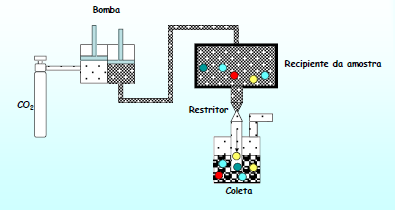 Bomba
Recipiente da amostra
CO2
Restritor
Coleta